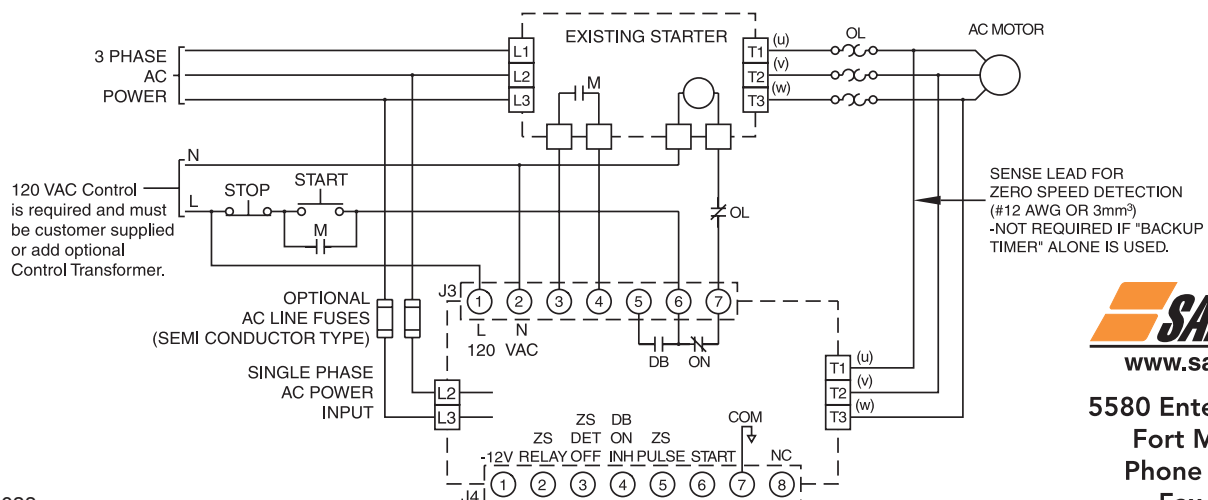 EXISTING STARTER
OL
AC MOTOR
3 PHASE
AC
POWER
L1
L2
L3
M
T1 (u)
T2 (v)
T3 (w)
N
L
120 VAC Control
is required and must
be customer supplied
or add optional
Control Transformer.
STOP
START
M
OL
SENSE LEAD FOR
ZERO SPEED DETECTION
(#12 AWG OR 3mm³)
-NOT REQUIRED IF "BACKUP
TIMER" ALONE IS USED.
J3
1 2 3 4 5 6 7
L N
120 VAC
DB ON
OPTIONAL
AC LINE FUSES
(SEMI CONDUCTOR TYPE)
SINGLE PHASE
AC POWER
INPUT
L2
L3
T1 (u)
T2 (v)
T3 (w)
-12V
ZS
RELAY
ZS
DET
OFF
DB
ON
INH
ZS
PULSE
START
COM
NC
J4
1 2 3 4 5 6 7 8
www.sa
5580 Ente
Fort M
Phone